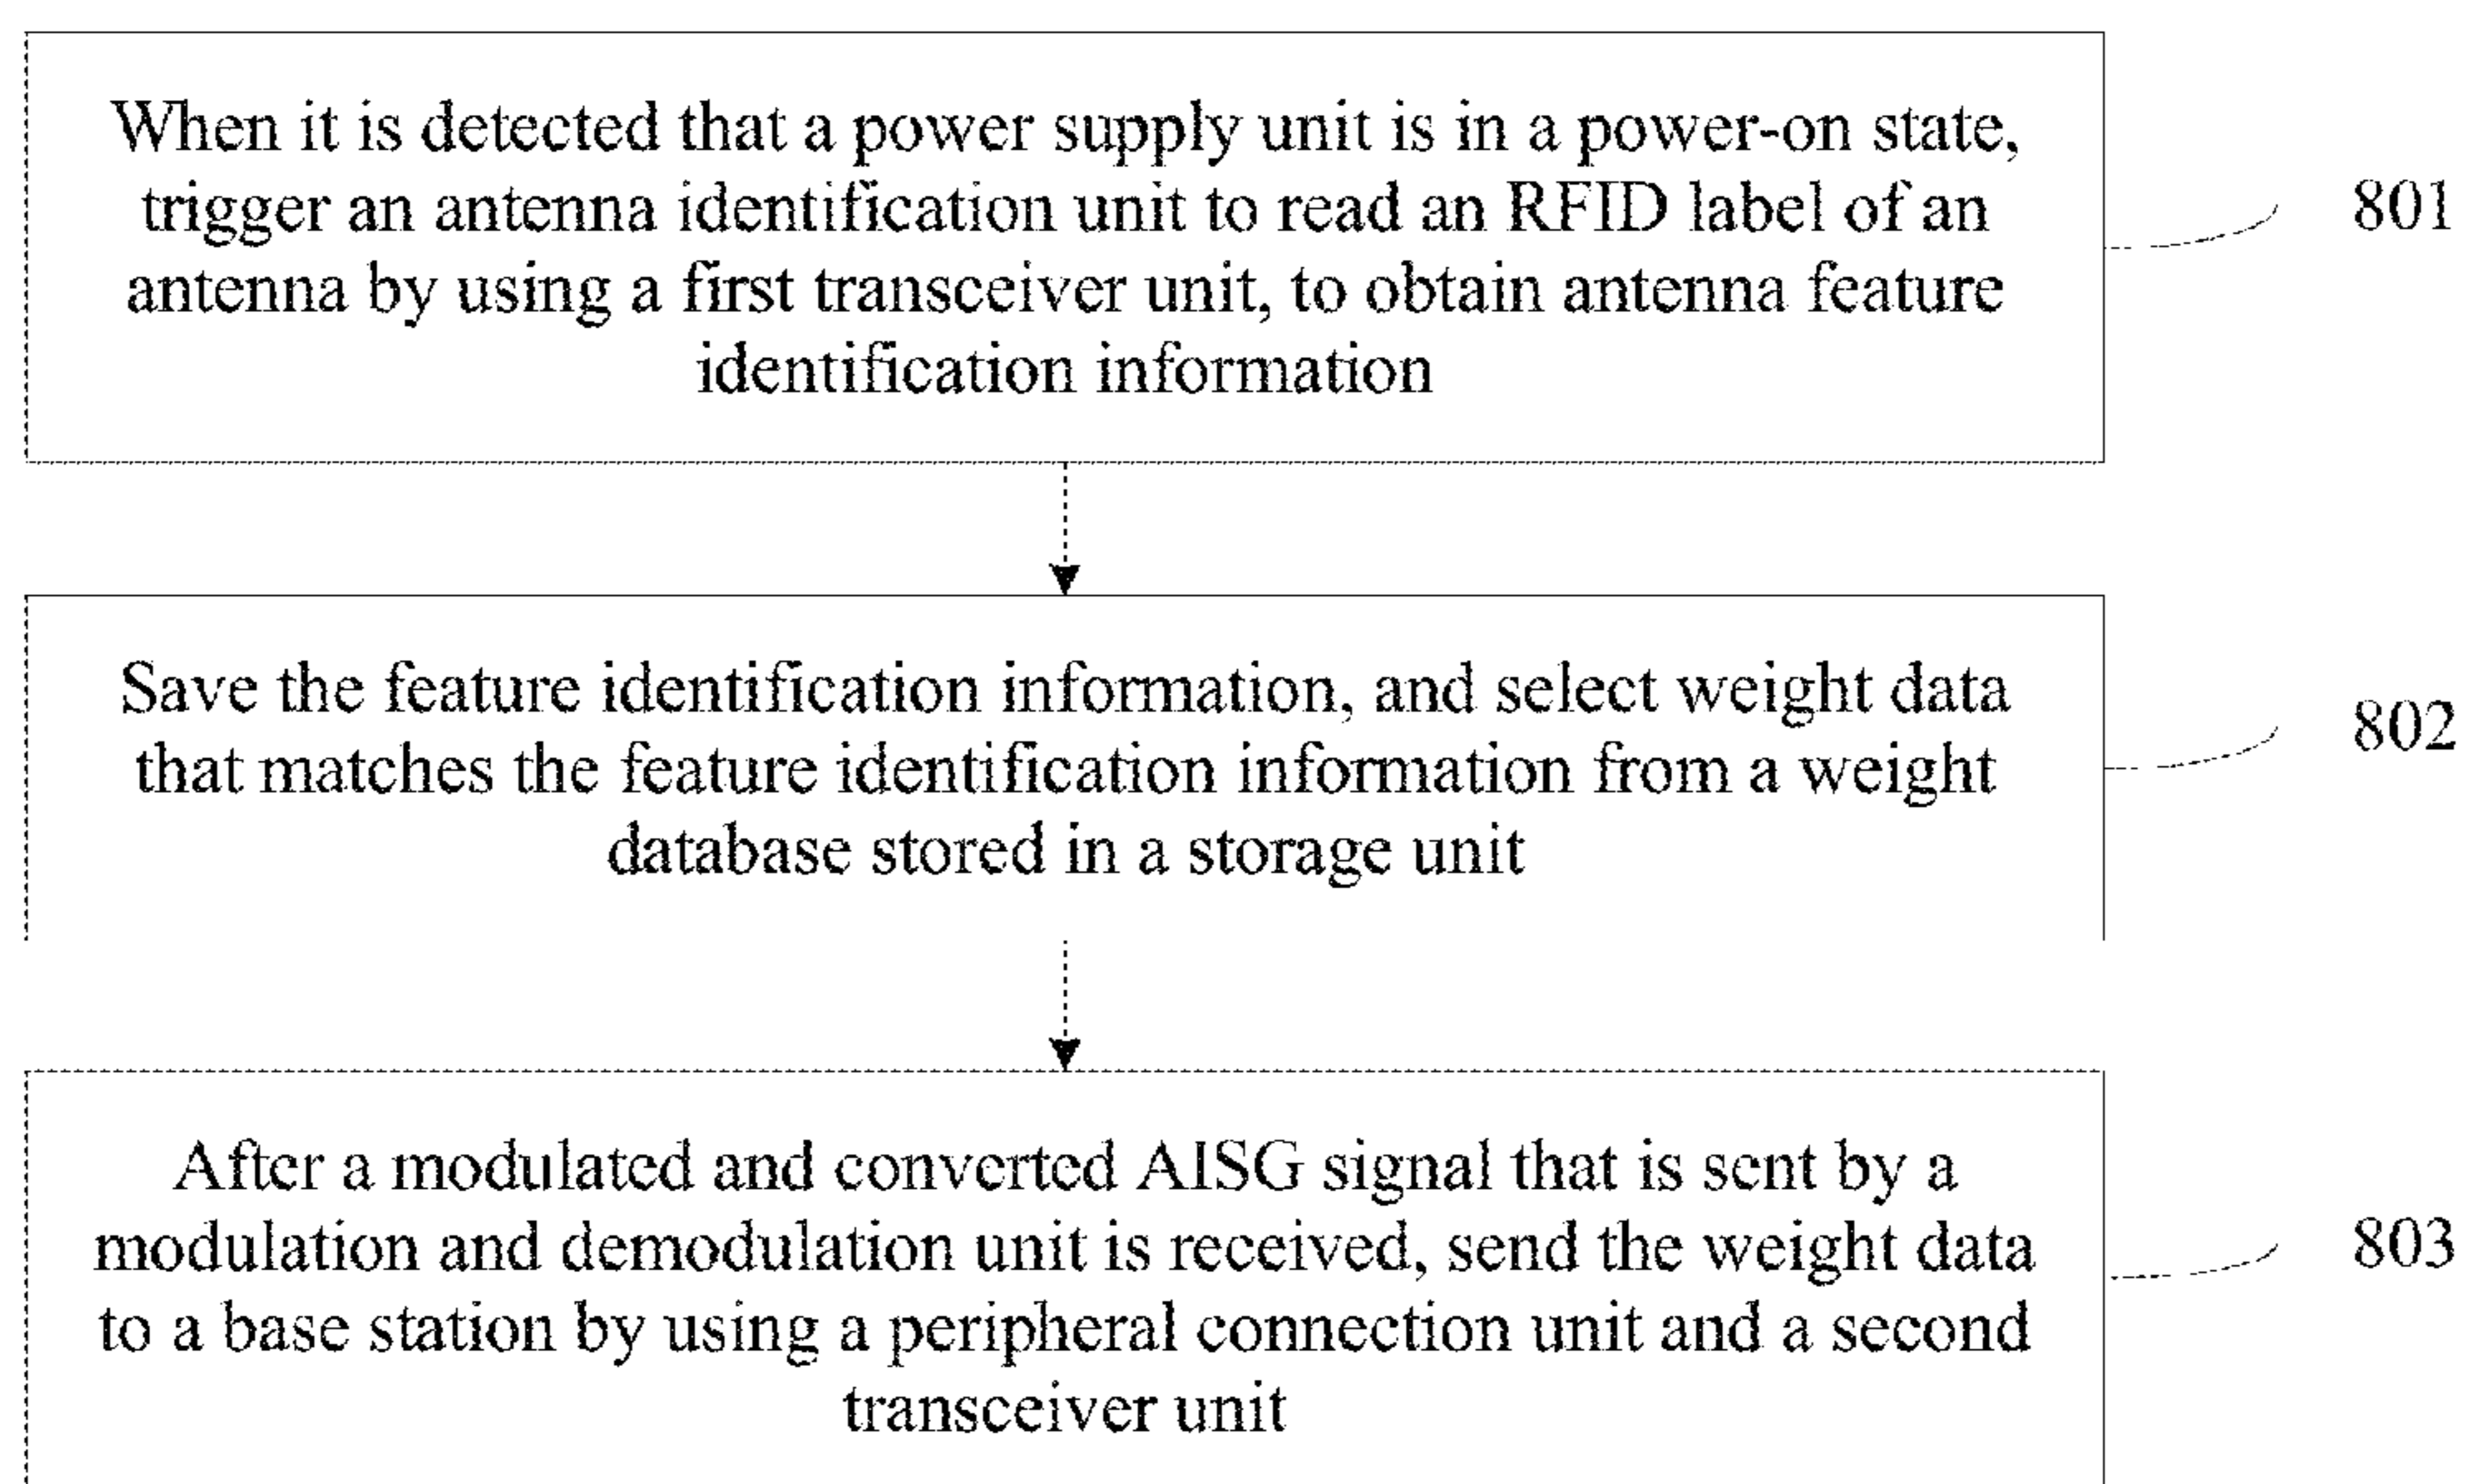 When it is detected that a power supply unit is in a power-on state,
trigger an antenna identification unit to read an RFID label of an
antenna by using a first transceiver unit, to obtain antenna feature
identification information
801
Save the feature identification information, and select weight data
that matches the feature identification information from a weight
database stored in a storage unit
802
After a modulated and converted AISG signal that is sent by a
modulation and demodulation unit is received, send the weight data
to a base station by using a peripheral connection unit and a second
transceiver unit
803